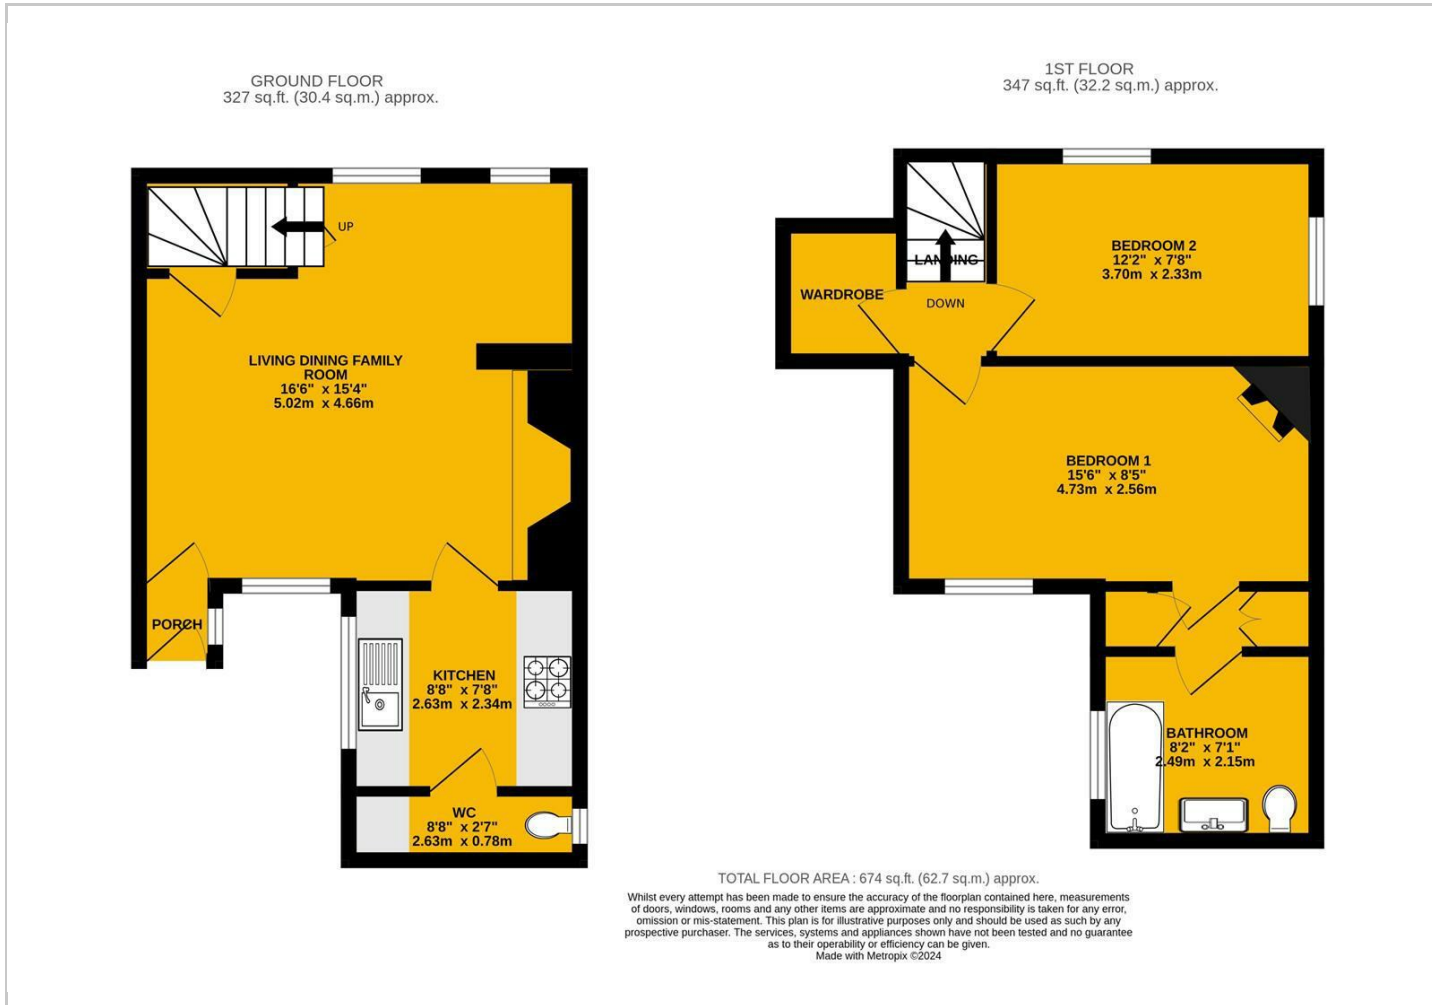 GROUND FLOOR
327 sq.ft. (30.4 sq.m.) approx.
1ST FLOOR
347 sq.ft. (32.2 sq.m.) approx.
UP
LIVING DINING FAMILY
ROOM
16'6" x 15'4"
5.02m x 4.66m
PORCH
KITCHEN
8'8" x 7'8"
2.63m x 2.34m
WC
8'8" x 2'7"
2.63m x 0.78m
BEDROOM 2
12'2" x 7'8"
3.70m x 2.33m
LANDING
WARDROBE
DOWN
BEDROOM 1
15'6" x 8'5"
4.73m x 2.56m
BATHROOM
8'2" x 7'1"
2.49m x 2.15m
TOTAL FLOOR AREA : 674 sq.ft. (62.7 sq.m.) approx.
Whilst every attempt has been made to ensure the accuracy of the floorplan contained here, measurements
of doors, windows, rooms and any other items are approximate and no responsibility is taken for any error,
omission or mis-statement. This plan is for illustrative purposes only and should be used as such by any
prospective purchaser. The services, systems and appliances shown have not been tested and no guarantee
as to their operability or efficiency can be given.
Made with Metropix ©2024